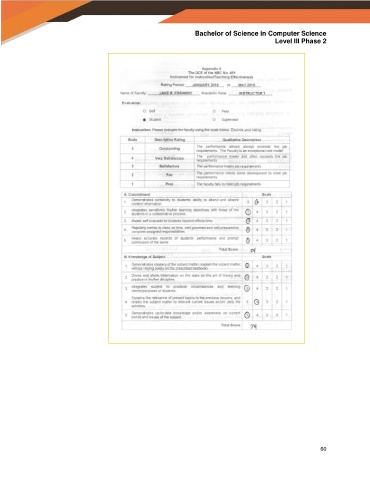 Bachelor of Science in Computer Science
Level III Phase 2
Appendix A
The QCE of the NBC No. 461
Instrument for Instruction/Teaching Effectiveness
Rating Period: JANUARY 2018 to MAY 2018
Name of Faculty: Academic Rank: INSTRUCTOR 1
Evaluators:
Self Peer
Student Supervisor
Instruction: Please evaluate the faculty using the scale below. Encircle your rating.
Scale Descriptive Rating Qualitative Description
5 Outstanding The performance almost always exceeds the job
requirements. The Faculty is an exceptional role model
4 Very Satisfactory The performance meets and often exceeds the job
requirements
3 Satisfactory The performance meets job requirements
2 Fair The performance needs some development to meet job
requirements
1 Poor The faculty fails to meet job requirements
A. Commitment Scale
1 Demonstrates sensitivity to students' ability to attend and absorb
content information. 5 4 3 2 1
2 Integrates sensitively his/her learning objectives with those of the
students in a collaborative process. 5 4 3 2 1
3 Makes self available to students beyond official time. 5 4 3 2 1
4 Regularly comes to class on time, well-groomed and well-prepared to
complete assigned responsibilities. 5 4 3 2 1
5 Keeps accurate records of students' performance and prompt
submission of the same. 5 4 3 2 1
Total Score 24
B. Knowledge of Subject Scale
1 Demonstrates mastery of the subject matter (explain the subject matter
without relying solely on the prescribed textbook). 5 4 3 2 1
2 Draws and share information on the state on the art of theory and
practice in his/her discipline. 5 4 3 2 1
3 Integrates subject to practical circumstances and learning
intents/purposes of students. 5 4 3 2 1
4 Explains the relevance of present topics to the previous lessons, and
relates the subject matter to relevant current issues and/or daily life
activities. 5 4 3 2 1
5 Demonstrates up-to-date knowledge and/or awareness on current
trends and issues of the subject. 5 4 3 2 1
Total Score 24
60